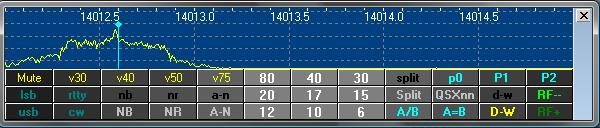 14012.5 14013.0 14013.5 14014.0 14014.5
Mute v30 v40 v50 v75 80 40 30 split p0 P1 P2
lsb rtty nb nr a-n 20 17 15 Split QSXnn d-w RF--
usb cw NB NR A-N 12 10 6 A/B A=B D-W RF+